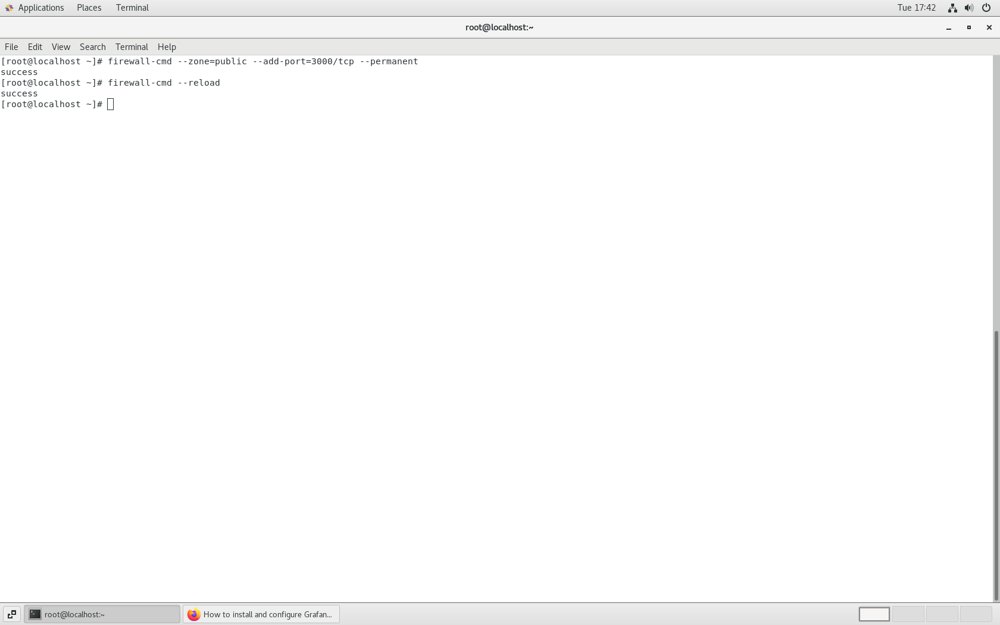 Applications Places Terminal Tue 17:42
root@localhost:~
File Edit View Search Terminal Help
[root@localhost ~]# firewall-cmd --zone=public --add-port=3000/tcp --permanent
success
[root@localhost ~]# firewall-cmd --reload
success
[root@localhost ~]#
root@localhost:~ How to install and configure Grafan...